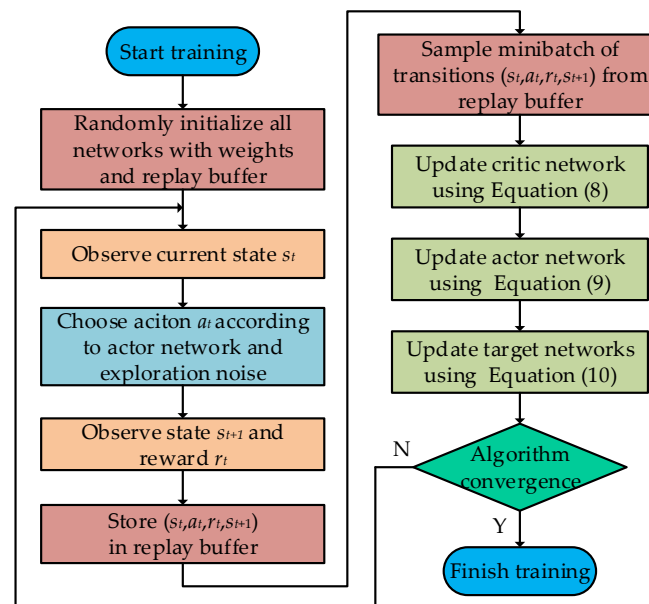 Start training
Randomly initialize all
networks with weights
and replay buffer
Observe current state sₜ
Choose aciton aₜ according
to actor network and
exploration noise
Observe state sₜ₊₁ and
reward rₜ
Store (sₜ,aₜ,rₜ,sₜ₊₁)
in replay buffer
Sample minibatch of
transitions (sₜ,aₜ,rₜ,sₜ₊₁) from
replay buffer
Update critic network
using Equation (8)
Update actor network
using Equation (9)
Update target networks
using Equation (10)
N
Algorithm
convergence
Y
Finish training